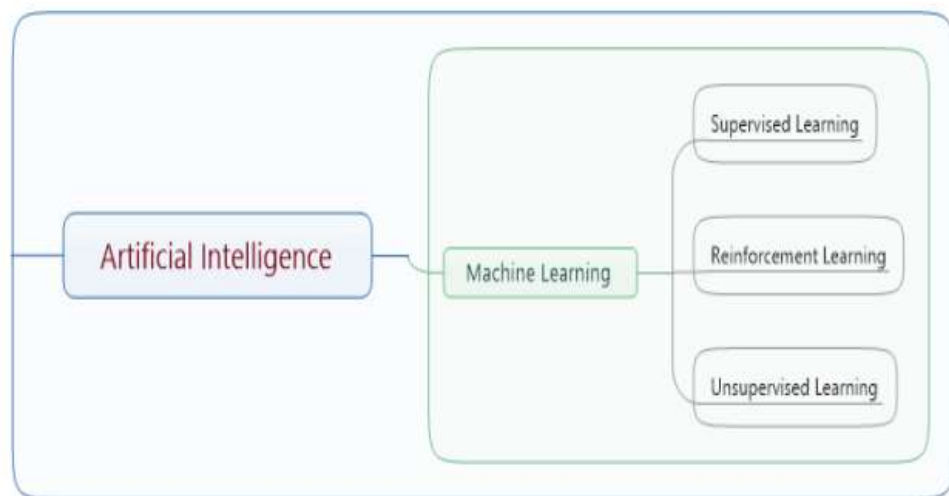 Artificial Intelligence
Machine Learning
Supervised Learning
Reinforcement Learning
Unsupervised Learning